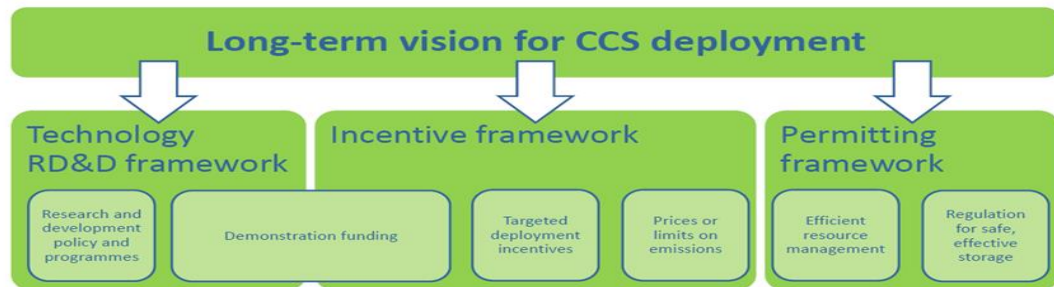 Long-term vision for CCS deployment
Technology
RD&D framework
Incentive framework
Permitting
framework
Research and
development
policy and
programmes
Demonstration funding
Targeted
deployment
incentives
Prices or
limits on
emissions
Efficient
resource
management
Regulation
for safe,
effective
storage